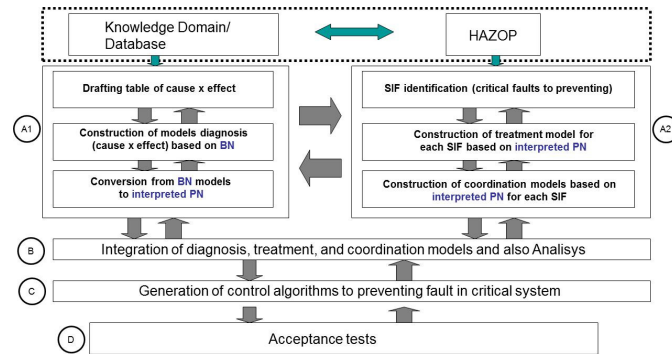 Knowledge Domain/
Database
HAZOP
A1
Drafting table of cause x effect
Construction of models diagnosis
(cause x effect) based on BN
Conversion from BN models
to interpreted PN
SIF identification (critical faults to preventing)
Construction of treatment model for
each SIF based on interpreted PN
Construction of coordination models based on
interpreted PN for each SIF
A2
B
Integration of diagnosis, treatment, and coordination models and also Analisys
C
Generation of control algorithms to preventing fault in critical system
D
Acceptance tests